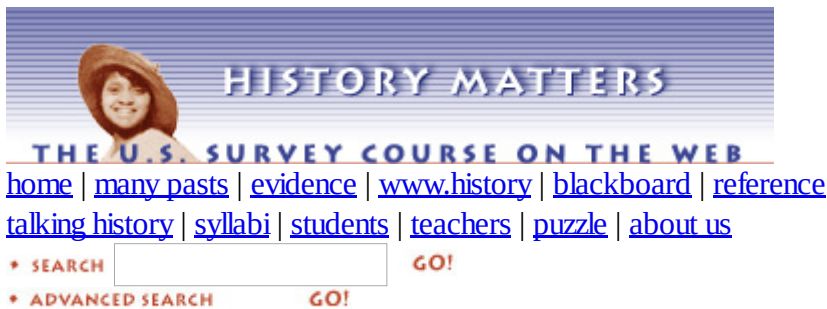 HISTORY MATTERS
THE U.S. SURVEY COURSE ON THE WEB
home | many pasts | evidence | www.history | blackboard | reference
talking history | syllabi | students | teachers | puzzle | about us
• SEARCH GO!
• ADVANCED SEARCH GO!